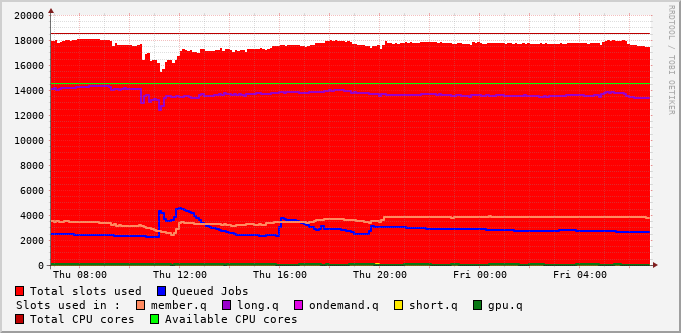 20000
18000
16000
14000
12000
10000
8000
6000
4000
2000
0
Thu 08:00 Thu 12:00 Thu 16:00 Thu 20:00 Fri 00:00 Fri 04:00
Total slots used Queued Jobs
Slots used in : member.q long.q ondemand.q short.q gpu.q
Total CPU cores Available CPU cores
RRDTOOL / TOBI OETIKER